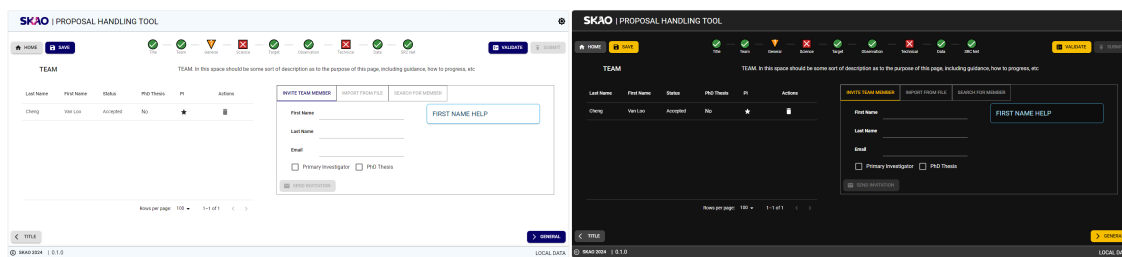 SKAO | PROPOSAL HANDLING TOOL
HOME SAVE Title Team General Science Target Observation Technical Data SRC Net VALIDATE SUBMIT
TEAM TEAM. In this space should be some sort of description as to the purpose of this page, including guidance, how to progress, etc
Last Name First Name Status PhD Thesis PI Actions
Cheng Van Loo Accepted No
INVITE TEAM MEMBER IMPORT FROM FILE SEARCH FOR MEMBER
First Name FIRST NAME HELP
Last Name
Email
Primary Investigator PhD Thesis
SEND INVITATION
Rows per page: 100 1–1 of 1
TITLE GENERAL
© SKAO 2024 | 0.1.0 LOCAL DATA
SKAO | PROPOSAL HANDLING TOOL
HOME SAVE Title Team General Science Target Observation Technical Data SRC Net VALIDATE SUBMIT
TEAM TEAM. In this space should be some sort of description as to the purpose of this page, including guidance, how to progress, etc
Last Name First Name Status PhD Thesis PI Actions
Cheng Van Loo Accepted No
INVITE TEAM MEMBER IMPORT FROM FILE SEARCH FOR MEMBER
First Name FIRST NAME HELP
Last Name
Email
Primary Investigator PhD Thesis
SEND INVITATION
Rows per page: 100 1–1 of 1
TITLE GENERA
© SKAO 2024 | 0.1.0 LOCAL DA